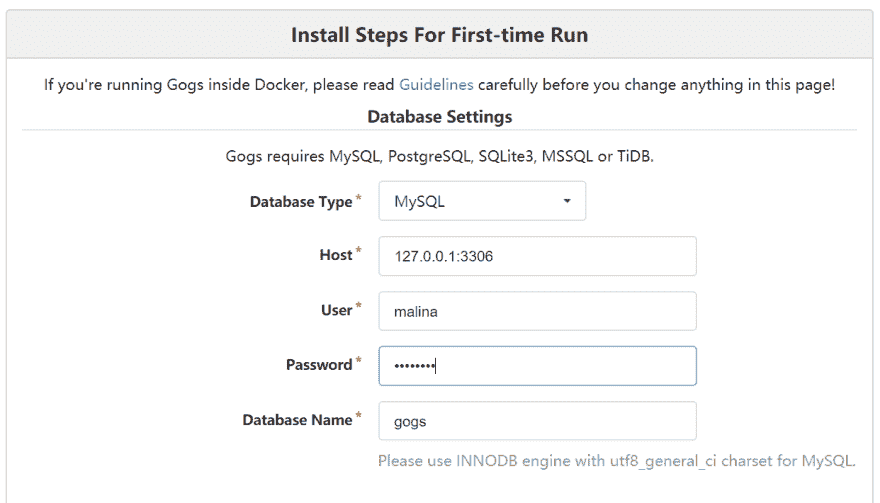 Install Steps For First-time Run
If you're running Gogs inside Docker, please read Guidelines carefully before you change anything in this page!
Database Settings
Gogs requires MySQL, PostgreSQL, SQLite3, MSSQL or TiDB.
Database Type * MySQL
Host * 127.0.0.1:3306
User * malina
Password * ••••••••
Database Name * gogs
Please use INNODB engine with utf8_general_ci charset for MySQL.